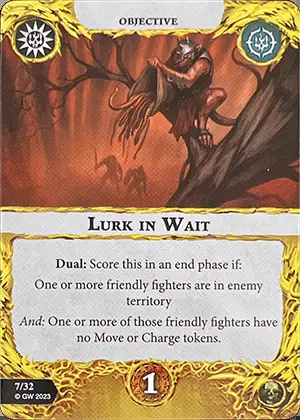 OBJECTIVE
LURK IN WAIT
Dual: Score this in an end phase if:
One or more friendly fighters are in enemy
territory
And: One or more of those friendly fighters have
no Move or Charge tokens.
7/32
© GW 2023
1